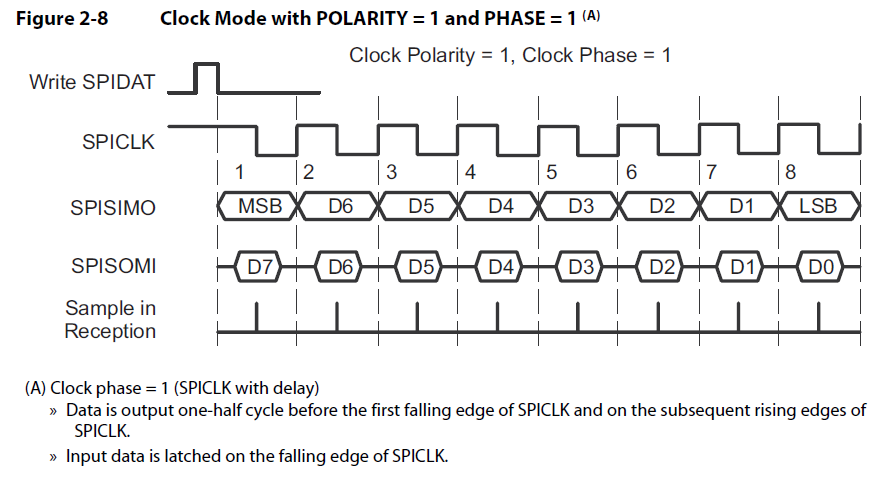 Figure 2-8 Clock Mode with POLARITY = 1 and PHASE = 1 (A)
Clock Polarity = 1, Clock Phase = 1
Write SPIDAT
SPICLK
1 2 3 4 5 6 7 8
SPISIMO MSB D6 D5 D4 D3 D2 D1 LSB
SPISOMI D7 D6 D5 D4 D3 D2 D1 D0
Sample in
Reception
(A) Clock phase = 1 (SPICLK with delay)
» Data is output one-half cycle before the first falling edge of SPICLK and on the subsequent rising edges of
SPICLK.
» Input data is latched on the falling edge of SPICLK.